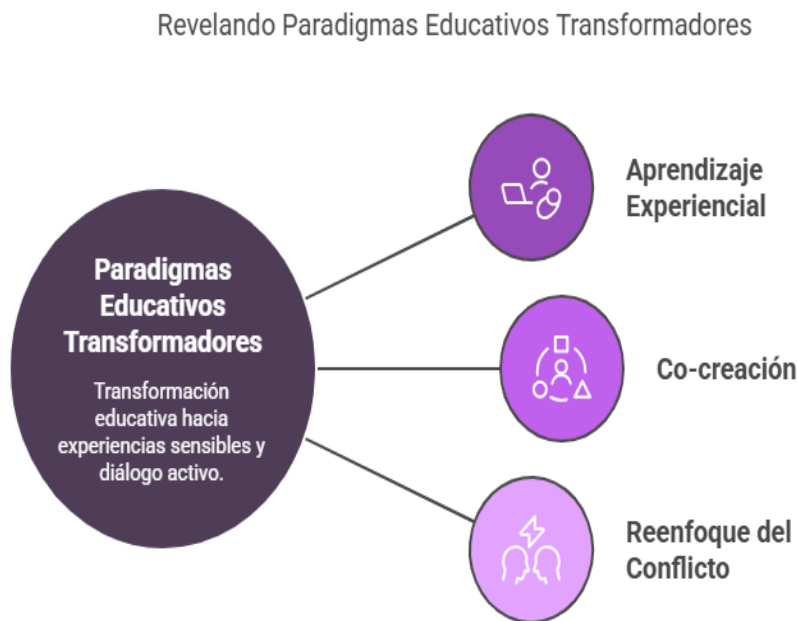 Revelando Paradigmas Educativos Transformadores
Paradigmas
Educativos
Transformadores
Transformación
educativa hacia
experiencias sensibles y
diálogo activo.
Aprendizaje
Experiencial
Co-creación
Reenfoque del
Conflicto